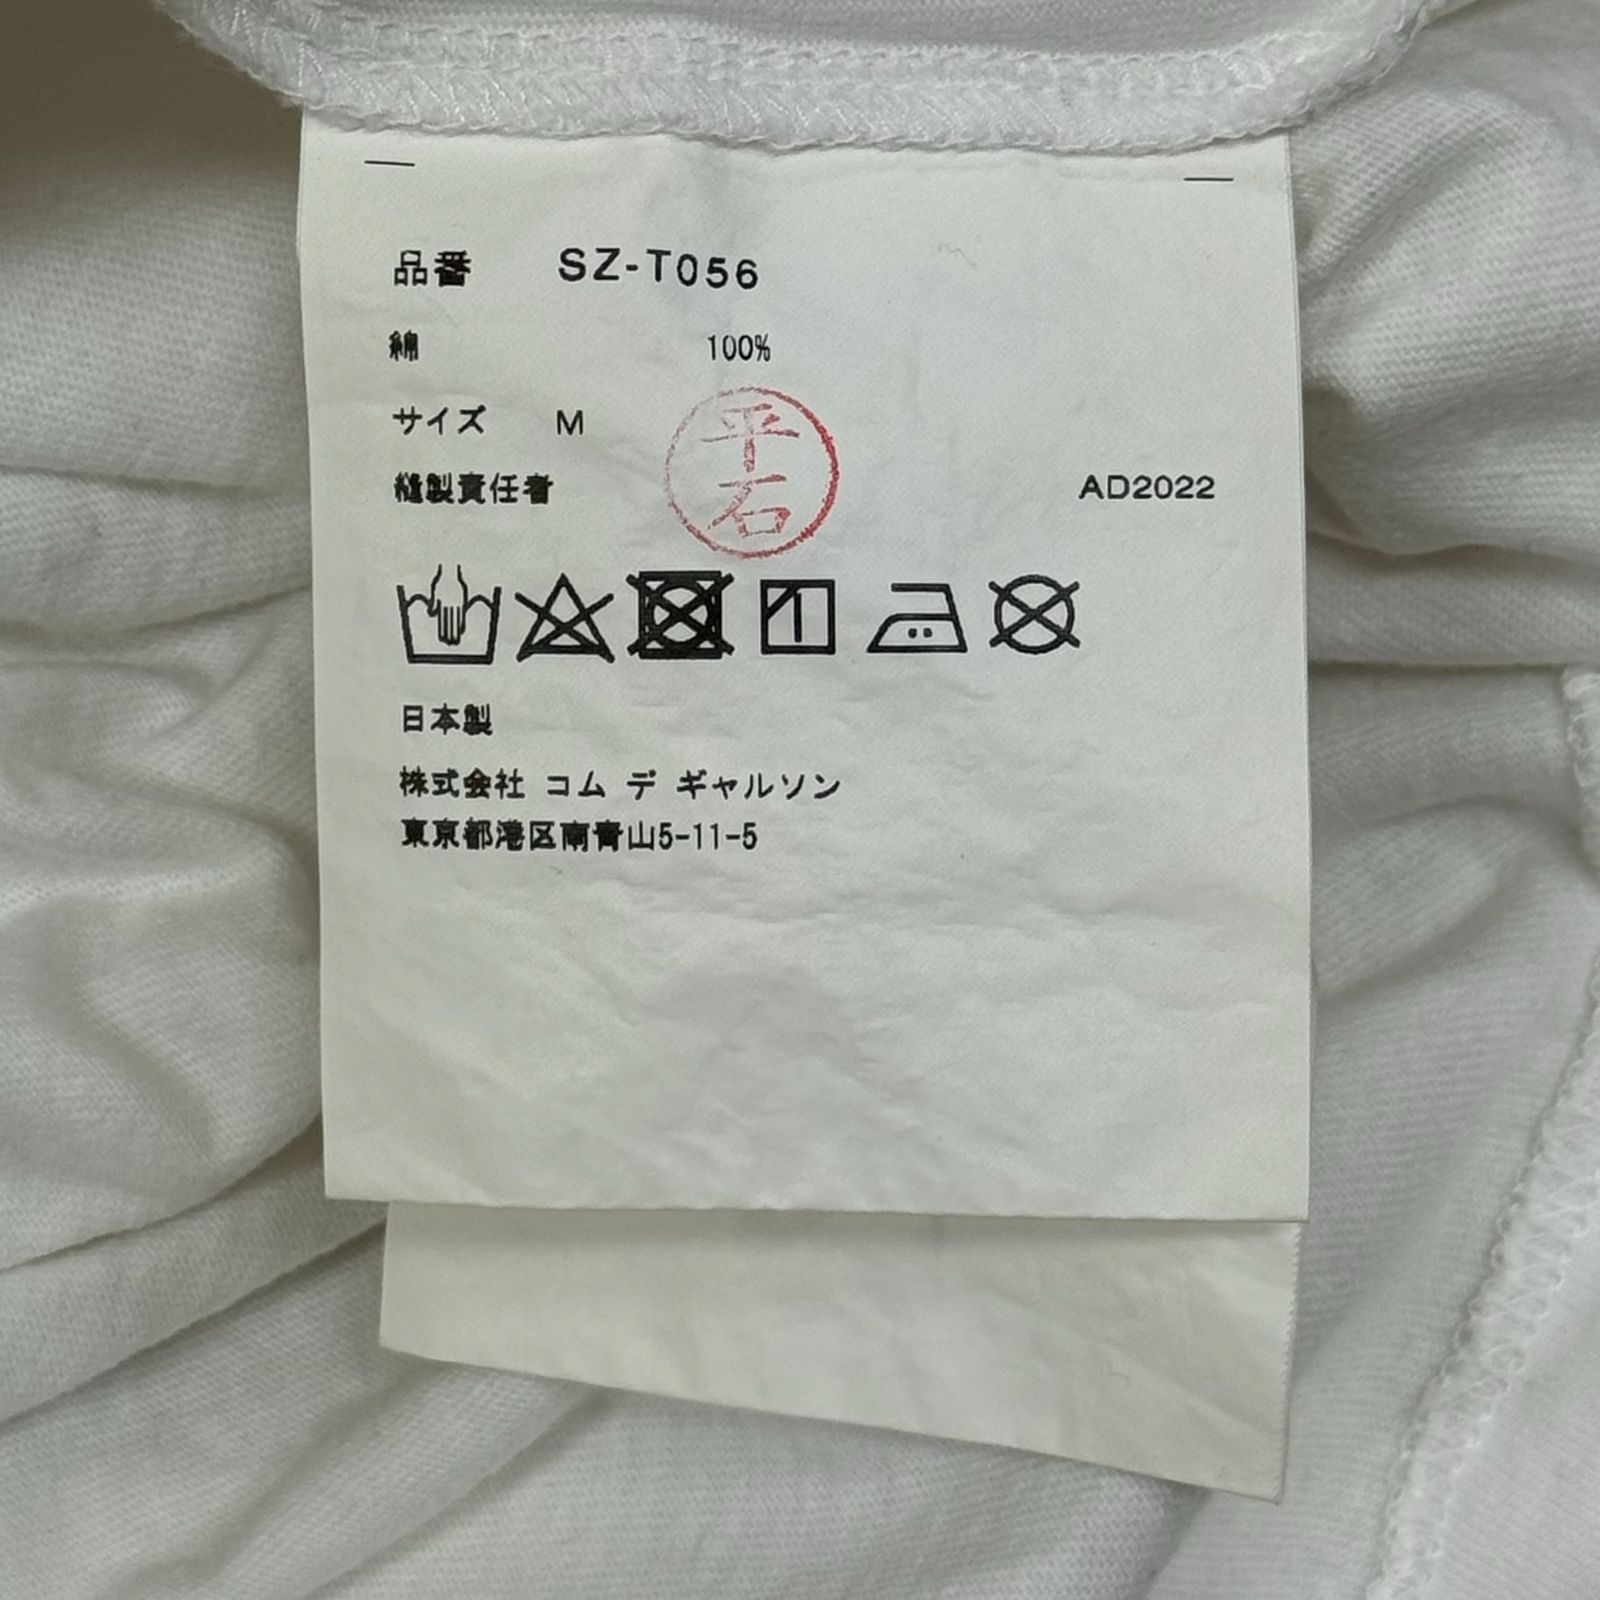 品番 SZ-T056
綿 100%
サイズ M
平石
縫製責任者 AD2022
日本製
株式会社 コム デ ギャルソン
東京都港区南青山5-11-5